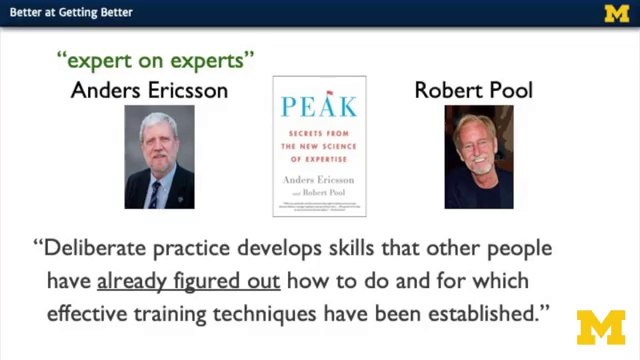 Better at Getting Better
M
“expert on experts”
Anders Ericsson
Robert Pool
PEAK
SECRETS FROM
THE NEW SCIENCE
OF EXPERTISE
Anders Ericsson
and Robert Pool
“Deliberate practice develops skills that other people
have already figured out how to do and for which
effective training techniques have been established.”
M